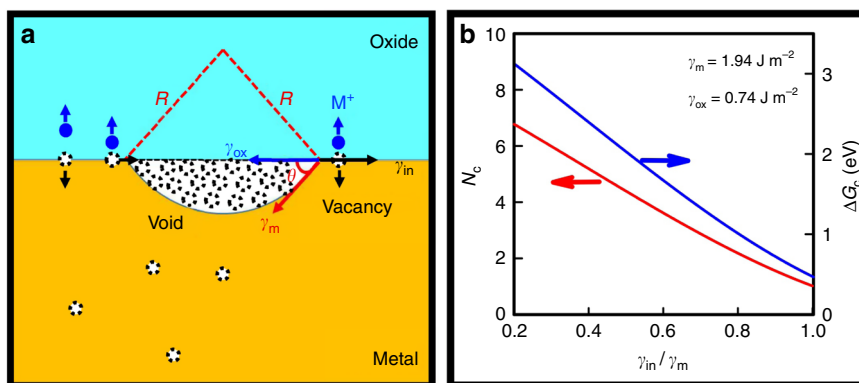 a
Oxide
R R
M⁺
γox
γin
θ
Void
Vacancy
γm
Metal
b
γm = 1.94 J m⁻²
γox = 0.74 J m⁻²
10
8
6
4
2
0
Nc
3
2
1
0
ΔGc (eV)
0.2 0.4 0.6 0.8 1.0
γin / γm